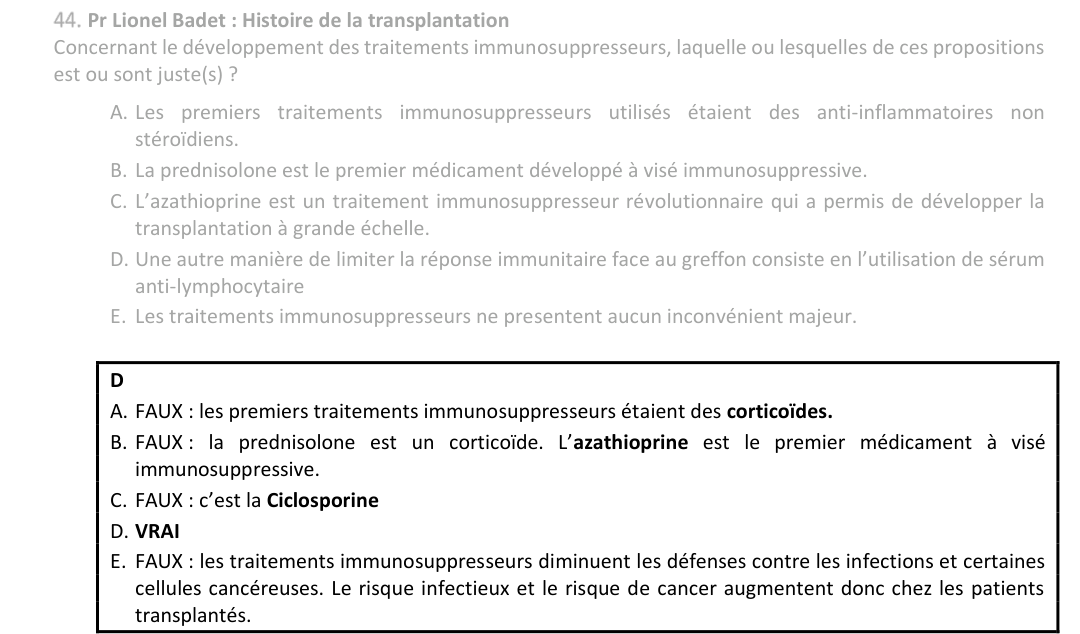 44. Pr Lionel Badet : Histoire de la transplantation
Concernant le développement des traitements immunosuppresseurs, laquelle ou lesquelles de ces propositions
est ou sont juste(s) ?
A. Les premiers traitements immunosuppresseurs utilisés étaient des anti-inflammatoires non
stéroïdiens.
B. La prednisolone est le premier médicament développé à visé immunosuppressive.
C. L’azathioprine est un traitement immunosuppresseur révolutionnaire qui a permis de développer la
transplantation à grande échelle.
D. Une autre manière de limiter la réponse immunitaire face au greffon consiste en l’utilisation de sérum
anti-lymphocytaire
E. Les traitements immunosuppresseurs ne presentent aucun inconvénient majeur.
D
A. FAUX : les premiers traitements immunosuppresseurs étaient des corticoïdes.
B. FAUX : la prednisolone est un corticoïde. L’azathioprine est le premier médicament à visé
immunosuppressive.
C. FAUX : c’est la Ciclosporine
D. VRAI
E. FAUX : les traitements immunosuppresseurs diminuent les défenses contre les infections et certaines
cellules cancéreuses. Le risque infectieux et le risque de cancer augmentent donc chez les patients
transplantés.